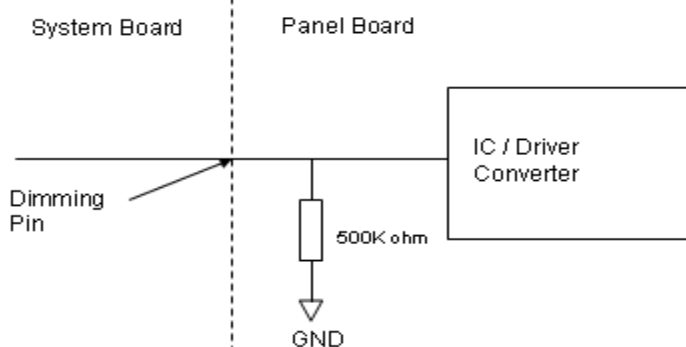 System Board
Panel Board
IC / Driver
Converter
Dimming
Pin
500K ohm
GND